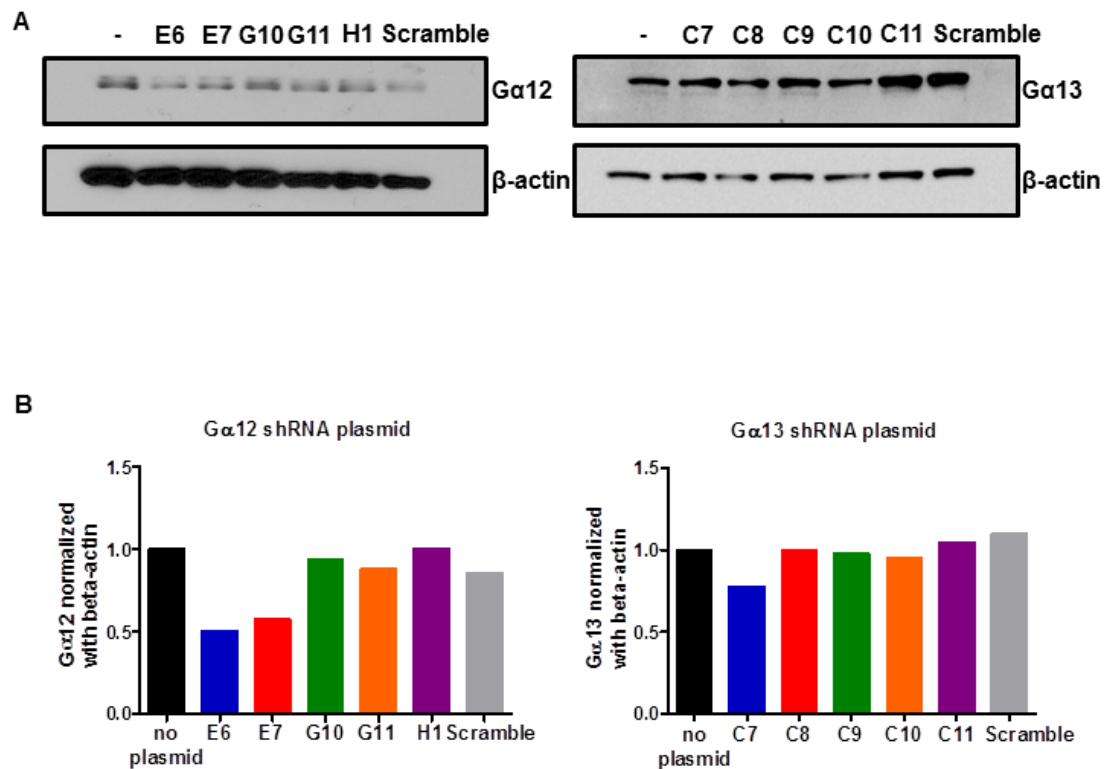 A
- E6 E7 G10 G11 H1 Scramble
Gα12
β-actin
- C7 C8 C9 C10 C11 Scramble
Gα13
β-actin
B
Gα12 shRNA plasmid
Gα12 normalized
with beta-actin
1.5
1.0
0.5
0.0
no
plasmid
E6 E7 G10 G11 H1 Scramble
Gα13 shRNA plasmid
Gα13 normalized
with beta-actin
1.5
1.0
0.5
0.0
no
plasmid
C7 C8 C9 C10 C11 Scramble